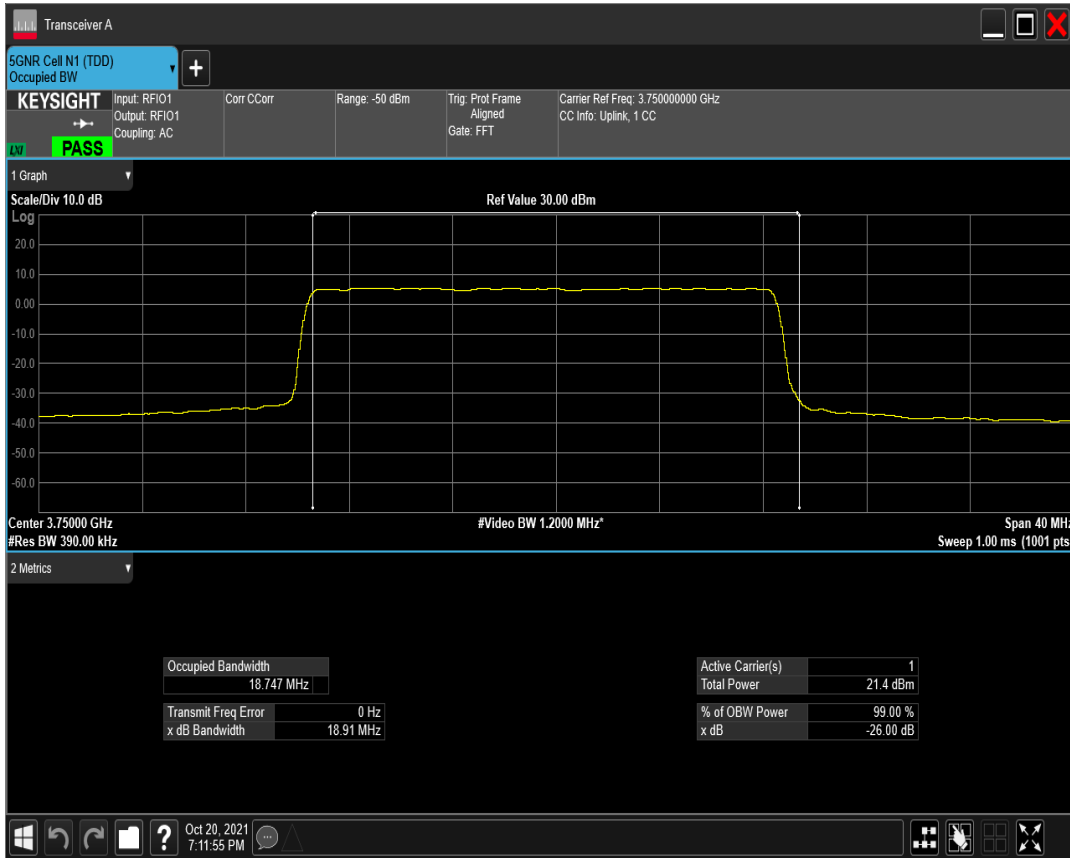 Transceiver A
5GNR Cell N1 (TDD)
Occupied BW
+
KEYSIGHT
LXI
PASS
Input: RFIO1
Output: RFIO1
Coupling: AC
Corr CCorr
Range: -50 dBm
Trig: Prot Frame
Aligned
Gate: FFT
Carrier Ref Freq: 3.750000000 GHz
CC Info: Uplink, 1 CC
1 Graph
Scale/Div 10.0 dB
Ref Value 30.00 dBm
Log
20.0
10.0
0.00
-10.0
-20.0
-30.0
-40.0
-50.0
-60.0
Center 3.75000 GHz
#Video BW 1.2000 MHz*
Span 40 MHz
#Res BW 390.00 kHz
Sweep 1.00 ms (1001 pts
2 Metrics
Occupied Bandwidth
18.747 MHz
Transmit Freq Error 0 Hz
x dB Bandwidth 18.91 MHz
Active Carrier(s) 1
Total Power 21.4 dBm
% of OBW Power 99.00 %
x dB -26.00 dB
?
Oct 20, 2021
7:11:55 PM